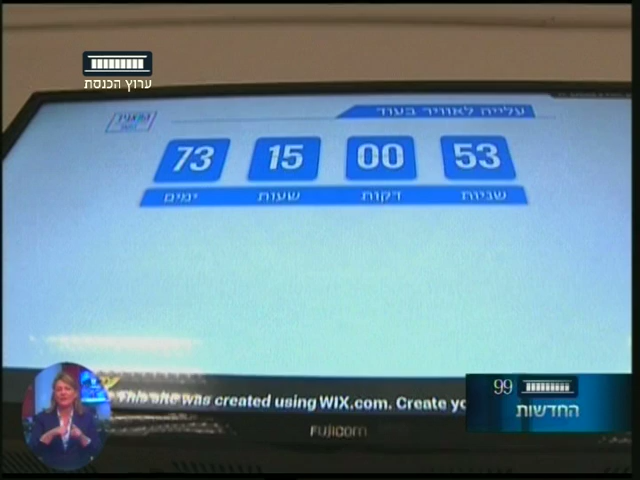 ערוץ הכנסת
עלייה לאוויר בעוד
73 15 00 53
ימים שעות דקות שניות
This site was created using WIX.com. Create yo
FUJICOM
99
החדשות